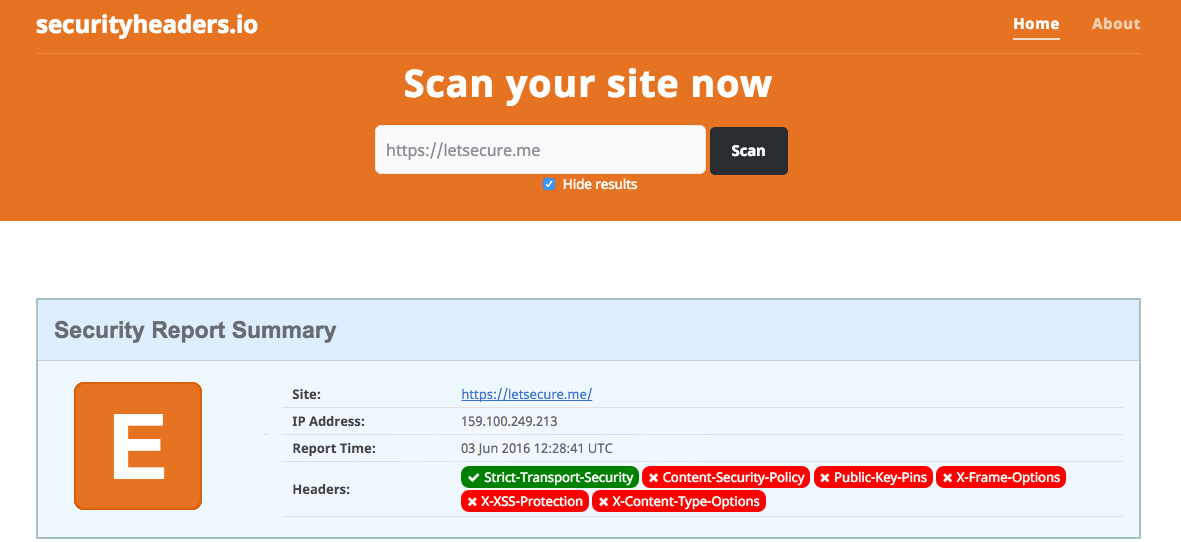 securityheaders.io
Home About
Scan your site now
https://letsecure.me Scan
Hide results
Security Report Summary
E
Site: https://letsecure.me/
IP Address: 159.100.249.213
Report Time: 03 Jun 2016 12:28:41 UTC
Headers: Strict-Transport-Security Content-Security-Policy Public-Key-Pins X-Frame-Options
X-XSS-Protection X-Content-Type-Options